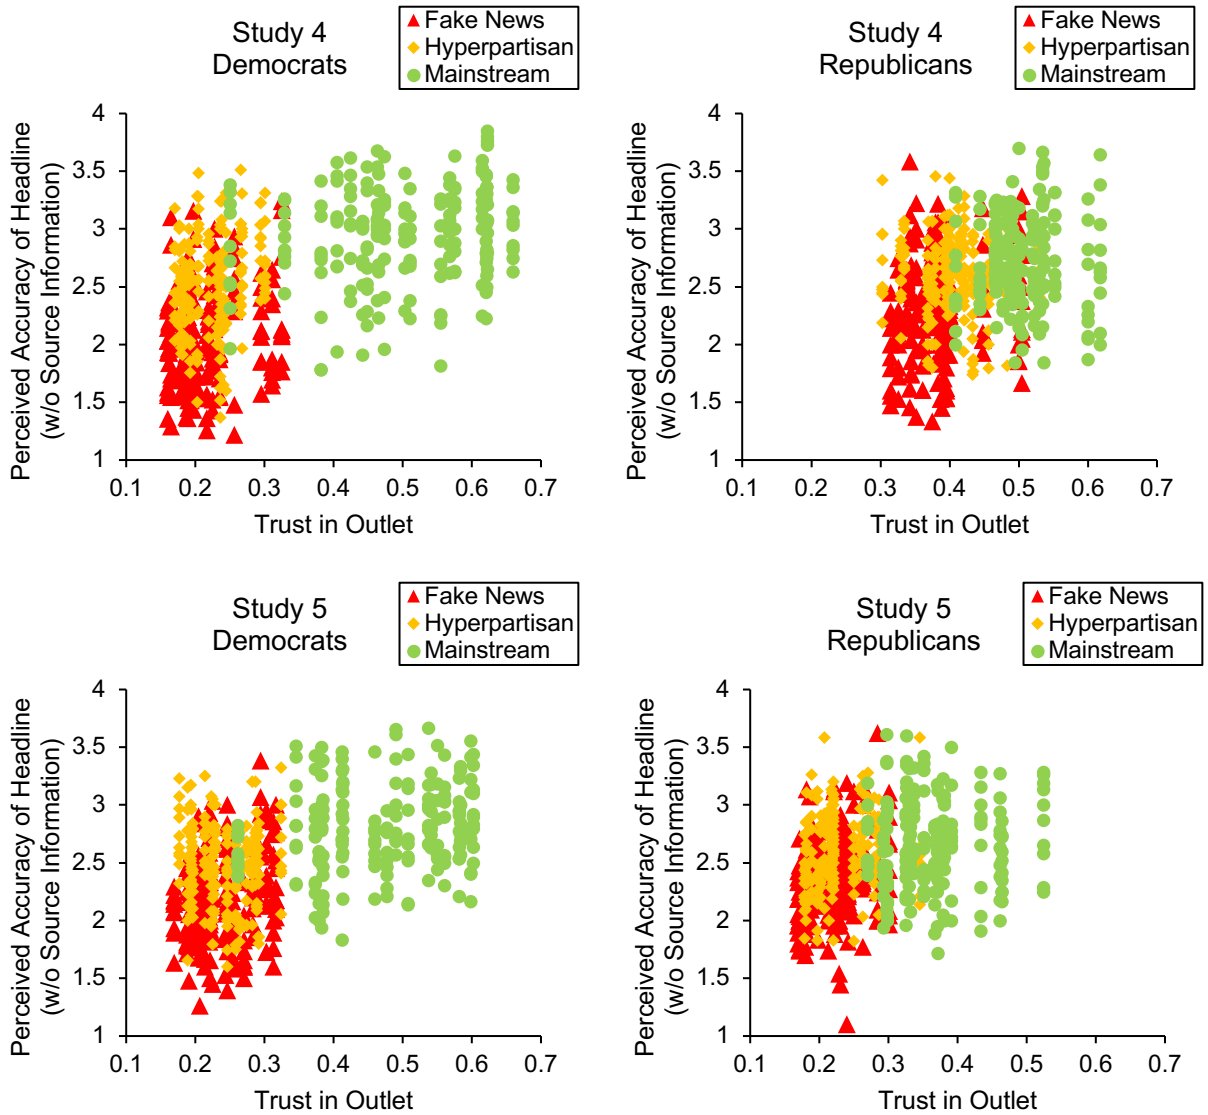 Study 4
Democrats
Fake News
Hyperpartisan
Mainstream
Perceived Accuracy of Headline
(w/o Source Information)
4
3.5
3
2.5
2
1.5
1
0.1 0.2 0.3 0.4 0.5 0.6 0.7
Trust in Outlet
Study 4
Republicans
Fake News
Hyperpartisan
Mainstream
Perceived Accuracy of Headline
(w/o Source Information)
4
3.5
3
2.5
2
1.5
1
0.1 0.2 0.3 0.4 0.5 0.6 0.7
Trust in Outlet
Study 5
Democrats
Fake News
Hyperpartisan
Mainstream
Perceived Accuracy of Headline
(w/o Source Information)
4
3.5
3
2.5
2
1.5
1
0.1 0.2 0.3 0.4 0.5 0.6 0.7
Trust in Outlet
Study 5
Republicans
Fake News
Hyperpartisan
Mainstream
Perceived Accuracy of Headline
(w/o Source Information)
4
3.5
3
2.5
2
1.5
1
0.1 0.2 0.3 0.4 0.5 0.6 0.7
Trust in Outlet